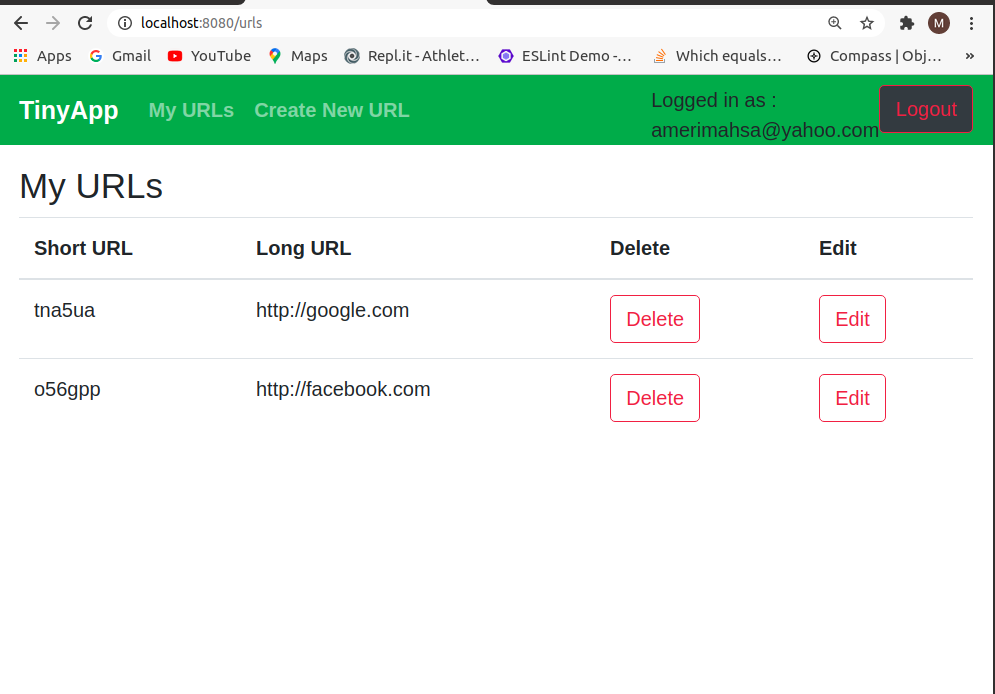 localhost:8080/urls
M
Apps Gmail YouTube Maps Repl.it - Athlet... ESLint Demo -... Which equals... Compass | Obj... »
TinyApp My URLs Create New URL Logged in as : Logout
amerimahsa@yahoo.com
My URLs
Short URL Long URL Delete Edit
tna5ua http://google.com Delete Edit
o56gpp http://facebook.com Delete Edit